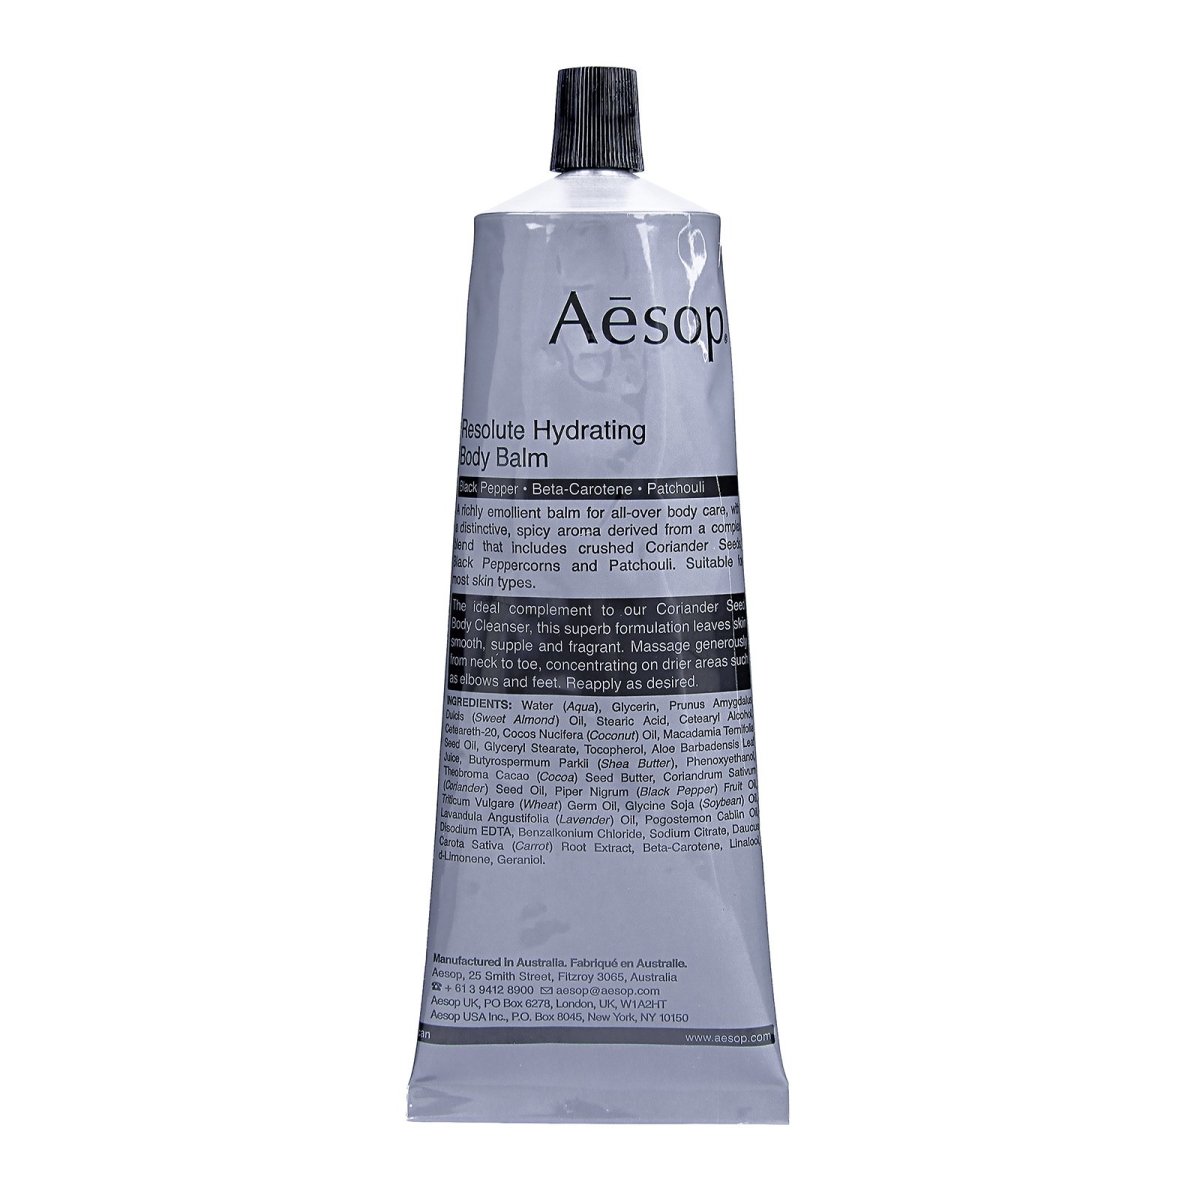 Aēsop.
Resolute Hydrating
Body Balm
Black Pepper • Beta-Carotene • Patchouli
A richly emollient balm for all-over body care, with
a distinctive, spicy aroma derived from a complex
blend that includes crushed Coriander Seeds,
Black Peppercorns and Patchouli. Suitable for
most skin types.
The ideal complement to our Coriander Seed
Body Cleanser, this superb formulation leaves skin
smooth, supple and fragrant. Massage generously
from neck to toe, concentrating on drier areas such
as elbows and feet. Reapply as desired.
INGREDIENTS: Water (Aqua), Glycerin, Prunus Amygdalus
Dulcis (Sweet Almond) Oil, Stearic Acid, Cetearyl Alcohol,
Ceteareth-20, Cocos Nucifera (Coconut) Oil, Macadamia Ternifolia
Seed Oil, Glyceryl Stearate, Tocopherol, Aloe Barbadensis Leaf
Juice, Butyrospermum Parkii (Shea Butter), Phenoxyethanol,
Theobroma Cacao (Cocoa) Seed Butter, Coriandrum Sativum
(Coriander) Seed Oil, Piper Nigrum (Black Pepper) Fruit Oil,
Triticum Vulgare (Wheat) Germ Oil, Glycine Soja (Soybean) Oil,
Lavandula Angustifolia (Lavender) Oil, Pogostemon Cablin Oil,
Disodium EDTA, Benzalkonium Chloride, Sodium Citrate, Daucus
Carota Sativa (Carrot) Root Extract, Beta-Carotene, Linalool,
d-Limonene, Geraniol.
Manufactured in Australia. Fabriqué en Australie.
Aesop, 25 Smith Street, Fitzroy 3065, Australia
☎ + 61 3 9412 8900 ✉ aesop@aesop.com
Aesop UK, PO Box 6278, London, UK, W1A2HT
Aesop USA Inc., P.O. Box 8045, New York, NY 10150
www.aesop.com